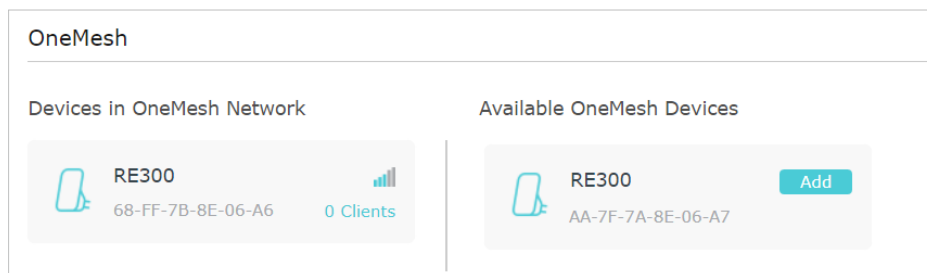 OneMesh
Devices in OneMesh Network
RE300
68-FF-7B-8E-06-A6
0 Clients
Available OneMesh Devices
RE300
Add
AA-7F-7A-8E-06-A7